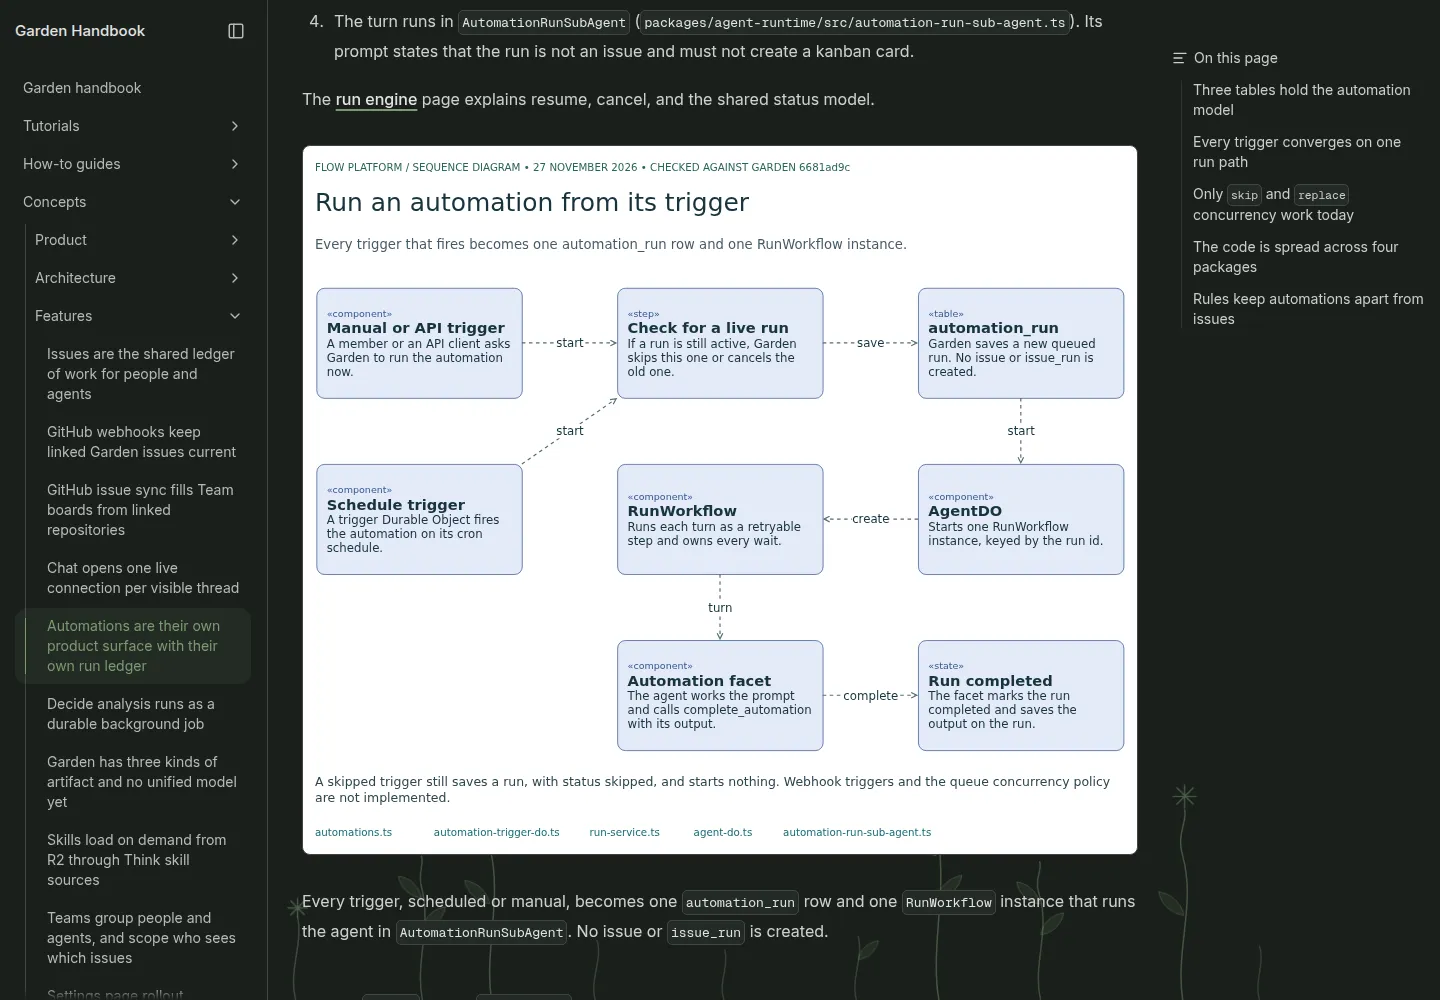 Garden Handbook
Garden handbook
Tutorials
How-to guides
Concepts
Product
Architecture
Features
Issues are the shared ledger
of work for people and
agents
GitHub webhooks keep
linked Garden issues current
GitHub issue sync fills Team
boards from linked
repositories
Chat opens one live
connection per visible thread
Automations are their own
product surface with their
own run ledger
Decide analysis runs as a
durable background job
Garden has three kinds of
artifact and no unified model
yet
Skills load on demand from
R2 through Think skill
sources
Teams group people and
agents, and scope who sees
which issues
Settings page rollout
4. The turn runs in AutomationRunSubAgent (packages/agent-runtime/src/automation-run-sub-agent.ts). Its
prompt states that the run is not an issue and must not create a kanban card.
The run engine page explains resume, cancel, and the shared status model.
FLOW PLATFORM / SEQUENCE DIAGRAM • 27 NOVEMBER 2026 • CHECKED AGAINST GARDEN 6681ad9c
Run an automation from its trigger
Every trigger that fires becomes one automation_run row and one RunWorkflow instance.
«component»
Manual or API trigger
A member or an API client asks
Garden to run the automation
now.
start
«step»
Check for a live run
If a run is still active, Garden
skips this one or cancels the
old one.
save
«table»
automation_run
Garden saves a new queued
run. No issue or issue_run is
created.
start
start
«component»
Schedule trigger
A trigger Durable Object fires
the automation on its cron
schedule.
«component»
RunWorkflow
Runs each turn as a retryable
step and owns every wait.
create
«component»
AgentDO
Starts one RunWorkflow
instance, keyed by the run id.
turn
«component»
Automation facet
The agent works the prompt
and calls complete_automation
with its output.
complete
«state»
Run completed
The facet marks the run
completed and saves the
output on the run.
A skipped trigger still saves a run, with status skipped, and starts nothing. Webhook triggers and the queue concurrency policy
are not implemented.
automations.ts automation-trigger-do.ts run-service.ts agent-do.ts automation-run-sub-agent.ts
Every trigger, scheduled or manual, becomes one automation_run row and one RunWorkflow instance that runs
the agent in AutomationRunSubAgent. No issue or issue_run is created.
On this page
Three tables hold the automation
model
Every trigger converges on one
run path
Only skip and replace
concurrency work today
The code is spread across four
packages
Rules keep automations apart from
issues